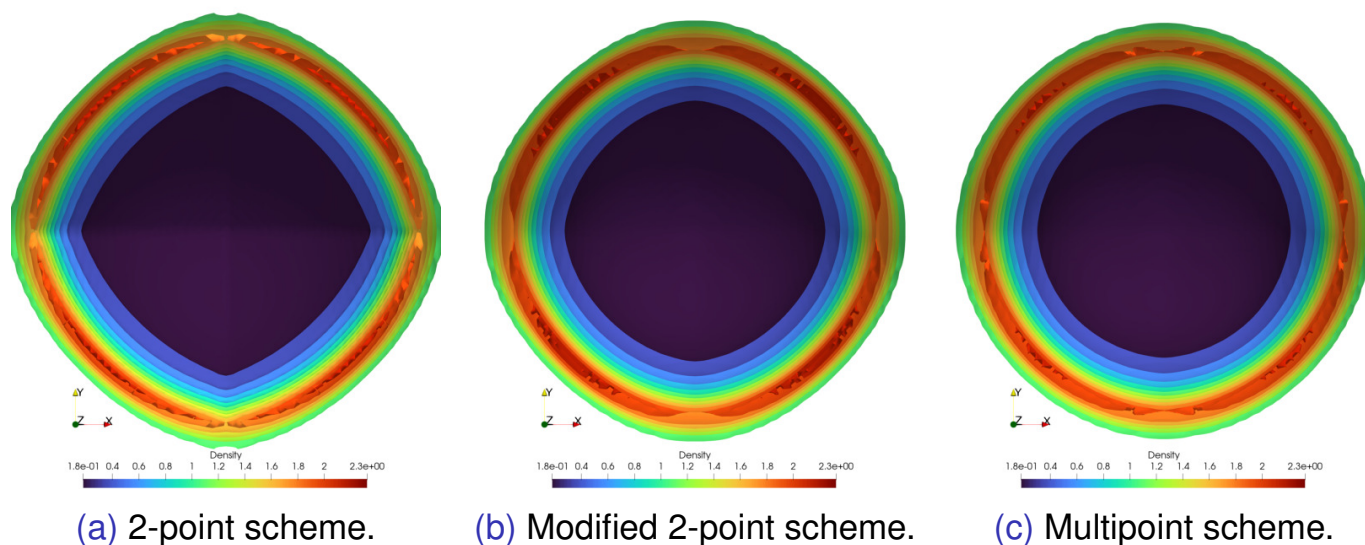 Y
Z X
Density
1.8e-01 0.4 0.6 0.8 1 1.2 1.4 1.6 1.8 2 2.3e+00
(a) 2-point scheme.
Y
Z X
Density
1.8e-01 0.4 0.6 0.8 1 1.2 1.4 1.6 1.8 2 2.3e+00
(b) Modified 2-point scheme.
Y
Z X
Density
1.8e-01 0.4 0.6 0.8 1 1.2 1.4 1.6 1.8 2 2.3e+00
(c) Multipoint scheme.